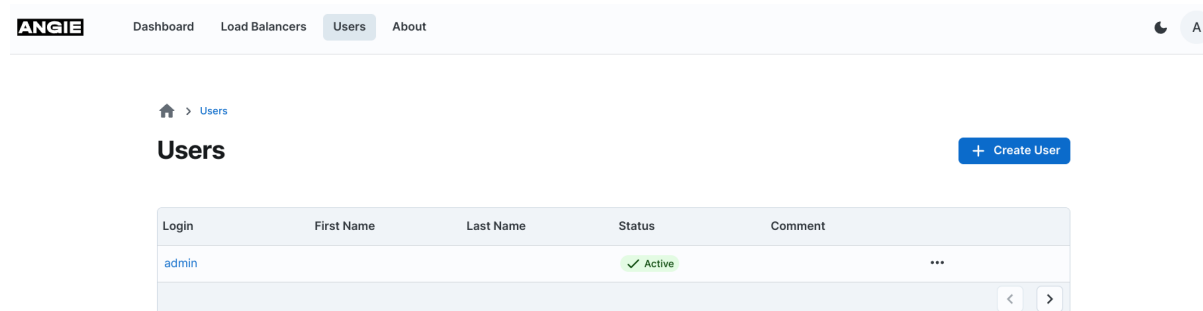 ANGIE Dashboard Load Balancers Users About A
Users
Users
+ Create User
Login First Name Last Name Status Comment
admin Active ...